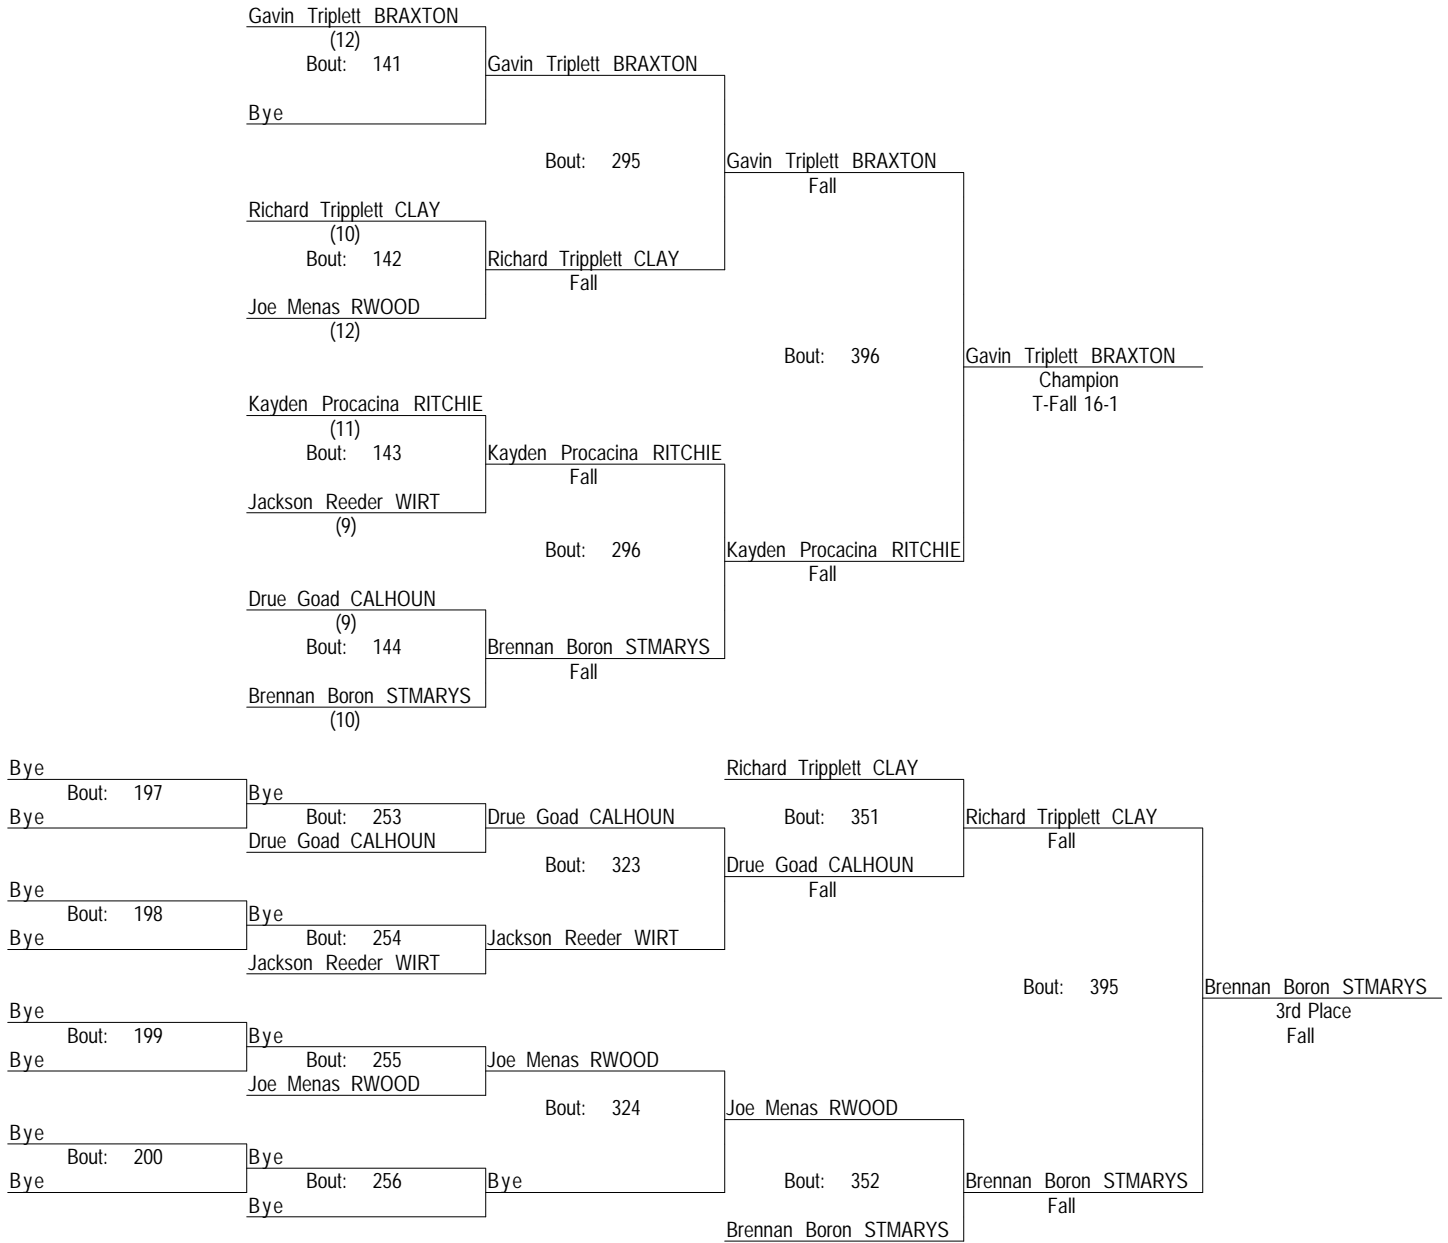 Gavin Triplett BRAXTON
(12)
Bout: 141 Gavin Triplett BRAXTON
Bye
Bout: 295 Gavin Triplett BRAXTON
Fall
Richard Tripplett CLAY
(10)
Bout: 142 Richard Tripplett CLAY
Fall
Joe Menas RWOOD
(12)
Bout: 396 Gavin Triplett BRAXTON
Champion
T-Fall 16-1
Kayden Procacina RITCHIE
(11)
Bout: 143 Kayden Procacina RITCHIE
Fall
Jackson Reeder WIRT
(9)
Bout: 296 Kayden Procacina RITCHIE
Fall
Drue Goad CALHOUN
(9)
Bout: 144 Brennan Boron STMARYS
Fall
Brennan Boron STMARYS
(10)
Bye Richard Tripplett CLAY
Bout: 197 Bye
Bye Bout: 253 Drue Goad CALHOUN Bout: 351 Richard Tripplett CLAY
Drue Goad CALHOUN Fall
Bout: 323 Drue Goad CALHOUN
Bye Fall
Bout: 198 Bye
Bye Bout: 254 Jackson Reeder WIRT
Jackson Reeder WIRT
Bout: 395 Brennan Boron STMARYS
Bye 3rd Place
Bout: 199 Bye Fall
Bye Bout: 255 Joe Menas RWOOD
Joe Menas RWOOD
Bout: 324 Joe Menas RWOOD
Bye
Bout: 200 Bye
Bye Bout: 256 Bye Bout: 352 Brennan Boron STMARYS
Bye Fall
Brennan Boron STMARYS